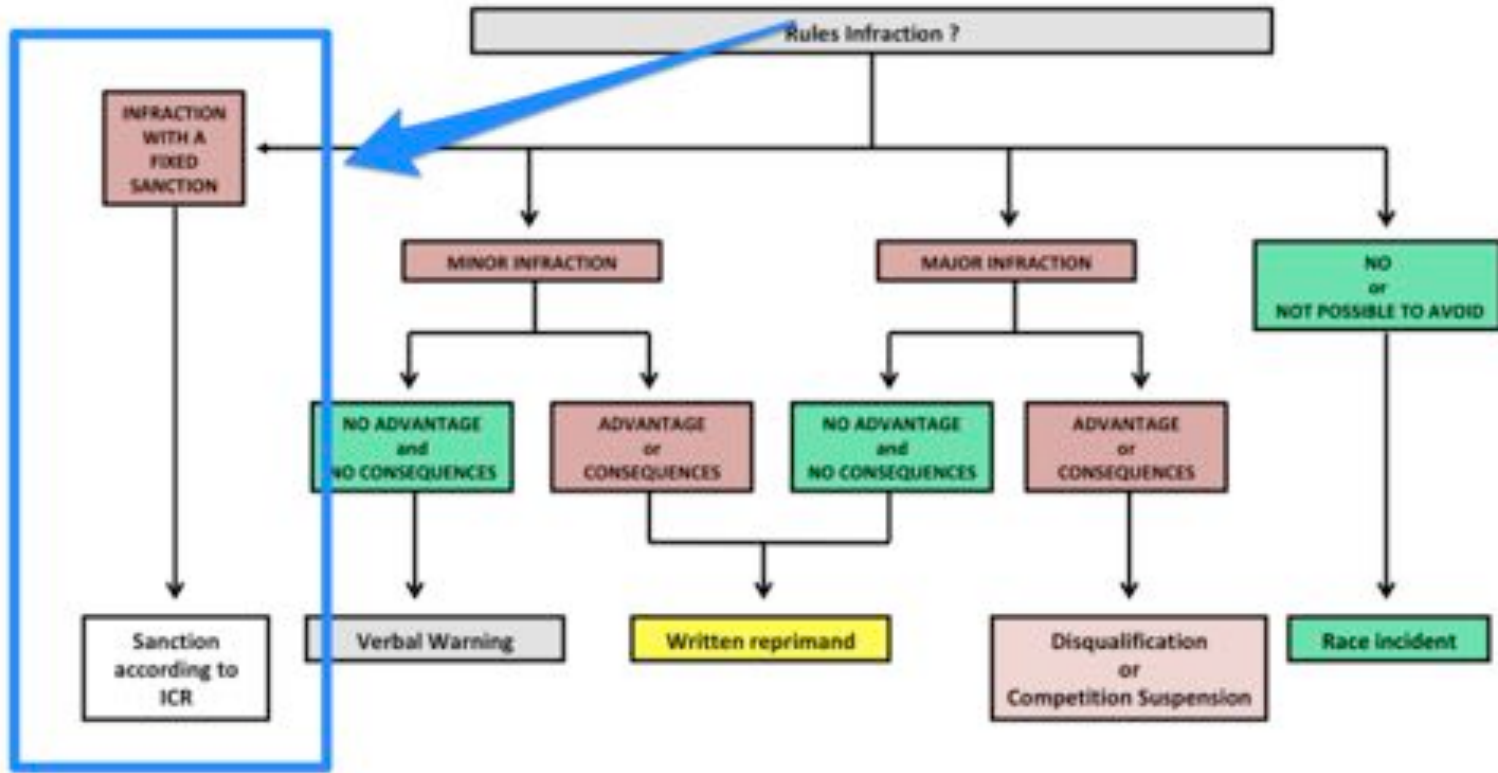 Rules Infraction ?
INFRACTION
WITH A
FIXED
SANCTION
MINOR INFRACTION
MAJOR INFRACTION
NO
or
NOT POSSIBLE TO AVOID
NO ADVANTAGE
and
NO CONSEQUENCES
ADVANTAGE
or
CONSEQUENCES
NO ADVANTAGE
and
NO CONSEQUENCES
ADVANTAGE
or
CONSEQUENCES
Sanction
according to
ICR
Verbal Warning
Written reprimand
Disqualification
or
Competition Suspension
Race incident